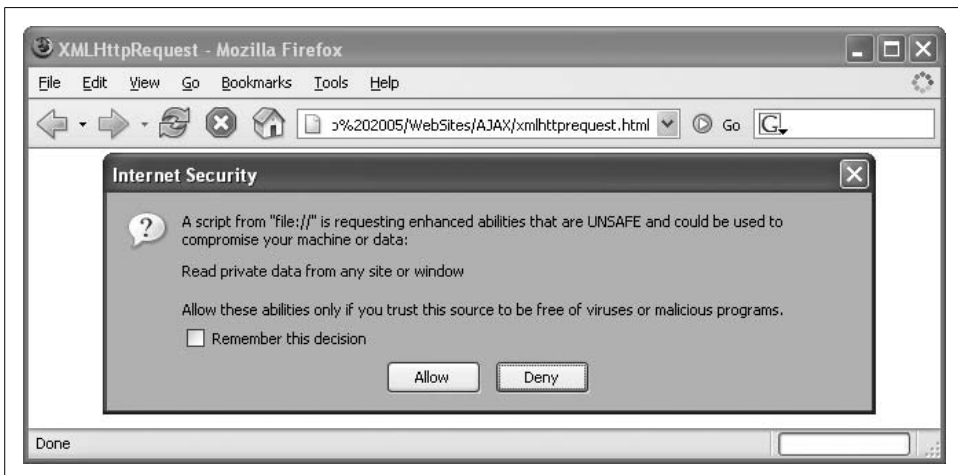 XMLHttpRequest - Mozilla Firefox
File Edit View Go Bookmarks Tools Help
ɔ%202005/WebSites/AJAX/xmlhttprequest.html Go G
Internet Security
A script from "file://" is requesting enhanced abilities that are UNSAFE and could be used to
compromise your machine or data:
Read private data from any site or window
Allow these abilities only if you trust this source to be free of viruses or malicious programs.
Remember this decision
Allow Deny
Done